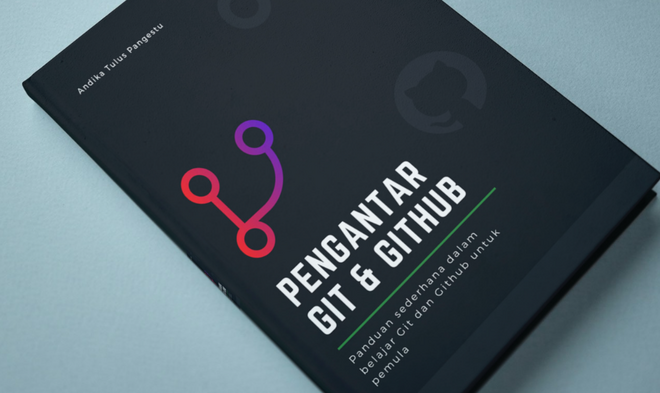 Andika Tulus Pangestu
PENGANTAR
GIT & GITHUB
Panduan sederhana dalam
belajar Git dan Github untuk
pemula